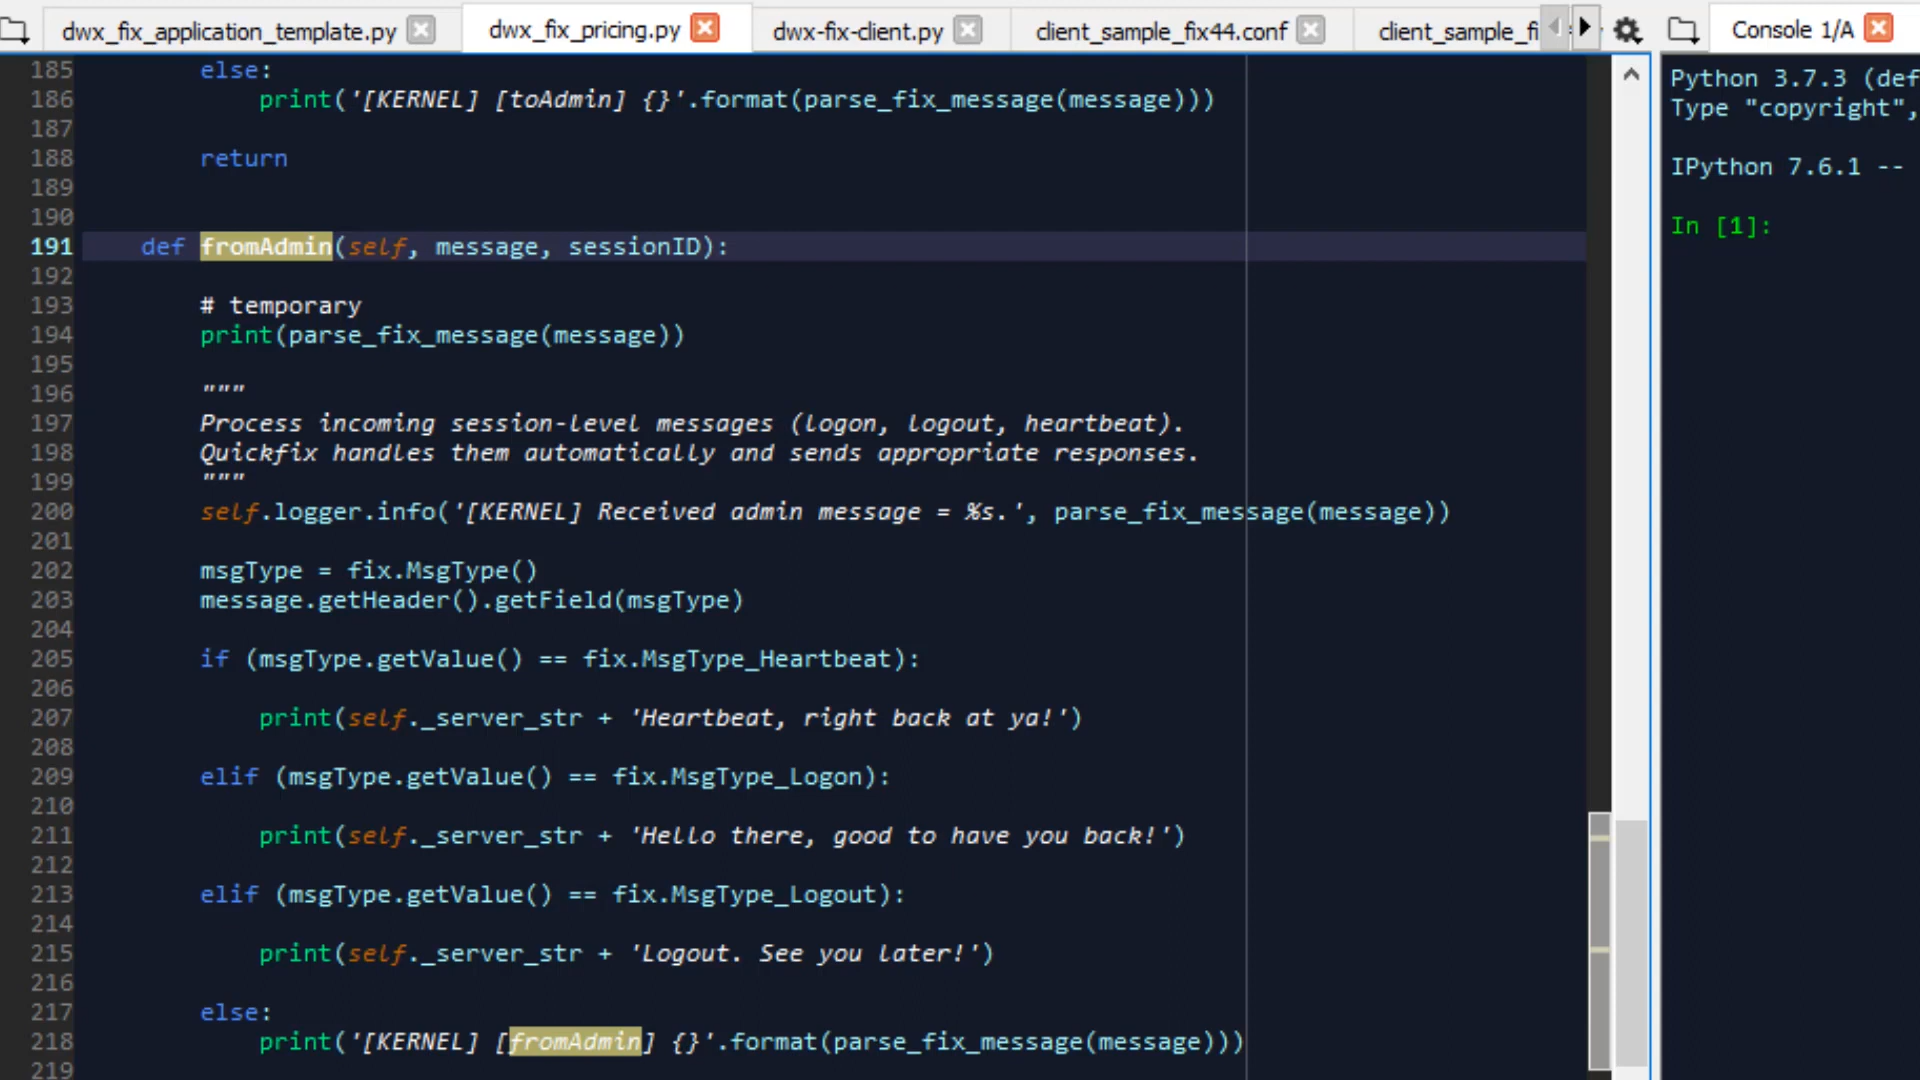 dwx_fix_application_template.py
dwx_fix_pricing.py
dwx-fix-client.py
client_sample_fix44.conf
client_sample_fi
Console 1/A
185 else:
186 print('[KERNEL] [toAdmin] {}'.format(parse_fix_message(message)))
187
188 return
189
190
191 def fromAdmin(self, message, sessionID):
192
193 # temporary
194 print(parse_fix_message(message))
195
196 """
197 Process incoming session-level messages (logon, logout, heartbeat).
198 Quickfix handles them automatically and sends appropriate responses.
199 """
200 self.logger.info('[KERNEL] Received admin message = %s.', parse_fix_message(message))
201
202 msgType = fix.MsgType()
203 message.getHeader().getField(msgType)
204
205 if (msgType.getValue() == fix.MsgType_Heartbeat):
206
207 print(self._server_str + 'Heartbeat, right back at ya!')
208
209 elif (msgType.getValue() == fix.MsgType_Logon):
210
211 print(self._server_str + 'Hello there, good to have you back!')
212
213 elif (msgType.getValue() == fix.MsgType_Logout):
214
215 print(self._server_str + 'Logout. See you later!')
216
217 else:
218 print('[KERNEL] [fromAdmin] {}'.format(parse_fix_message(message)))
219
Python 3.7.3 (def
Type "copyright",
IPython 7.6.1 --
In [1]: